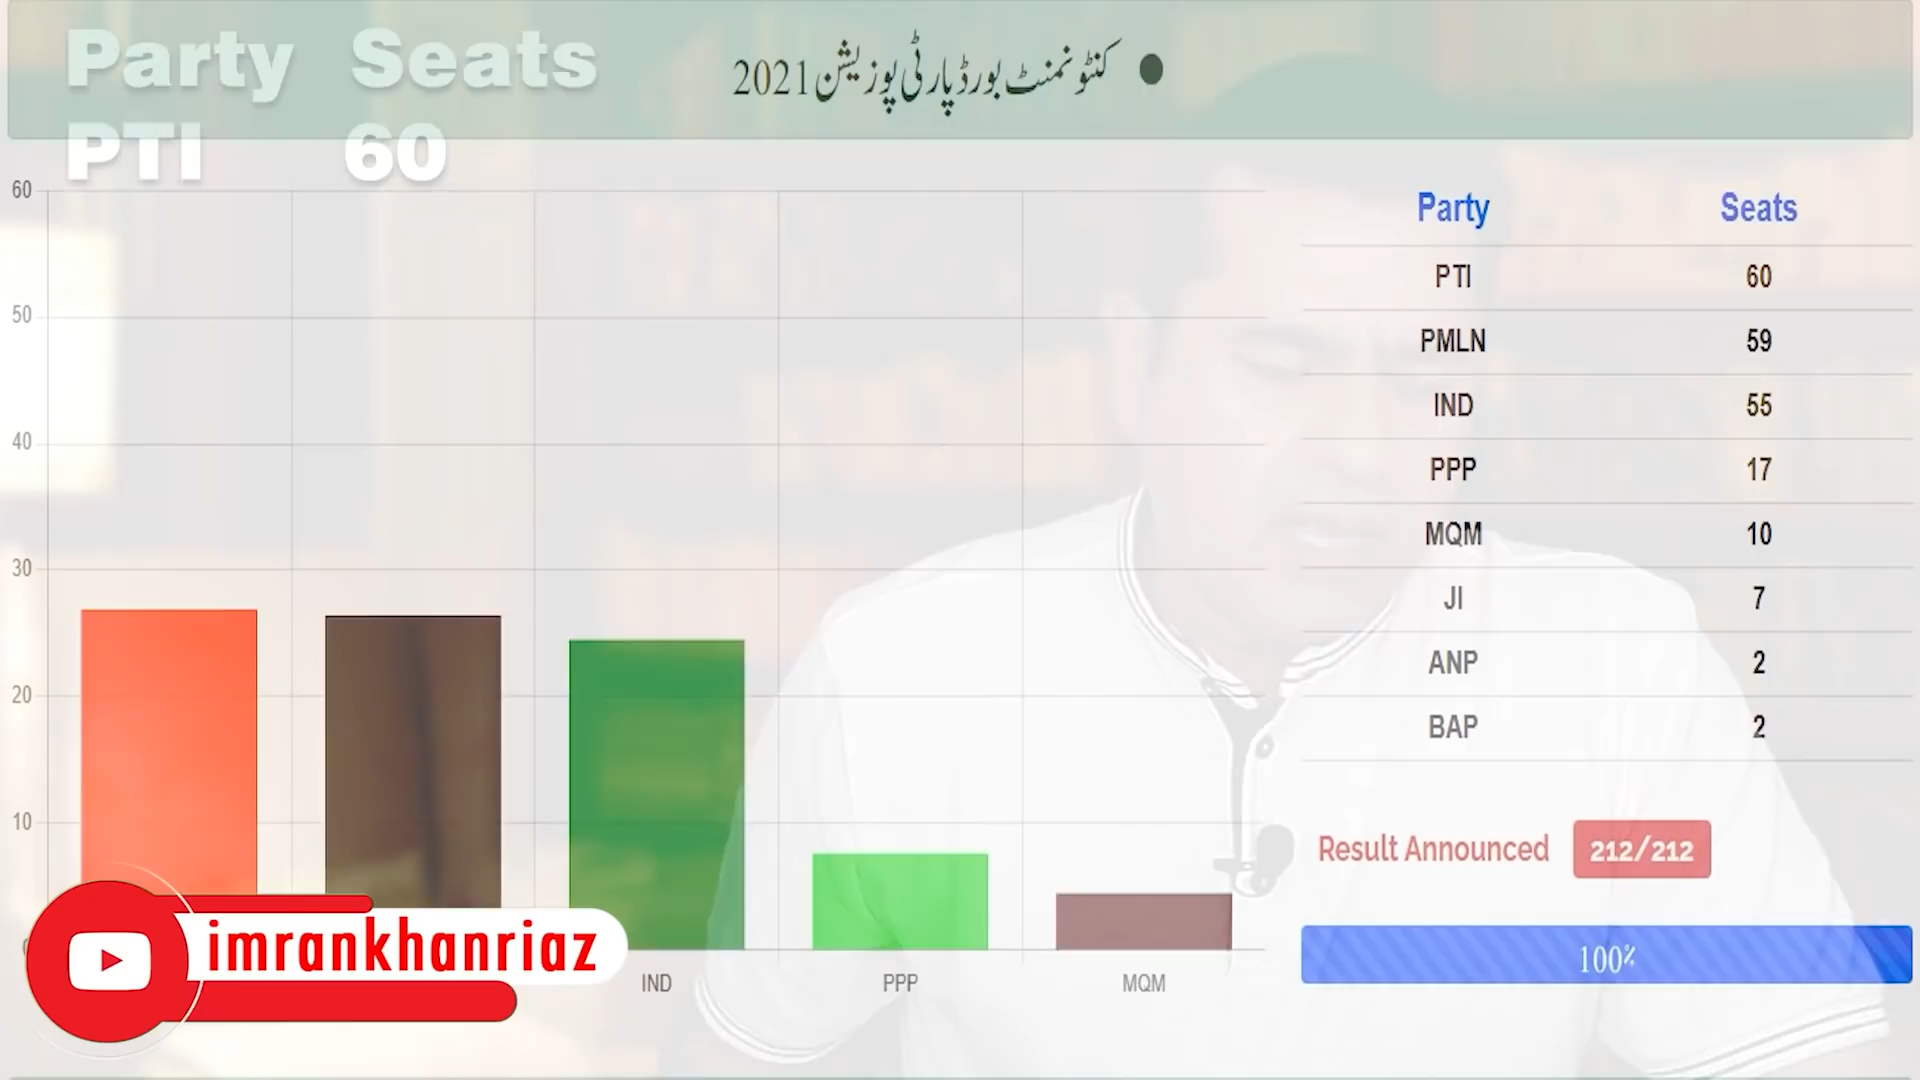 Party Seats
PTI 60
کنٹونمنٹ بورڈ پارٹی پوزیشن 2021
60
50
40
30
20
10
0
IND PPP MQM
Party Seats
PTI 60
PMLN 59
IND 55
PPP 17
MQM 10
JI 7
ANP 2
BAP 2
Result Announced 212/212
100%
imrankhanriaz